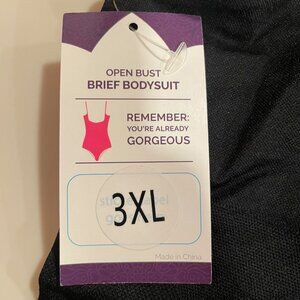 OPEN BUST
BRIEF BODYSUIT
REMEMBER:
YOU'RE ALREADY
GORGEOUS
3XL
Made in China